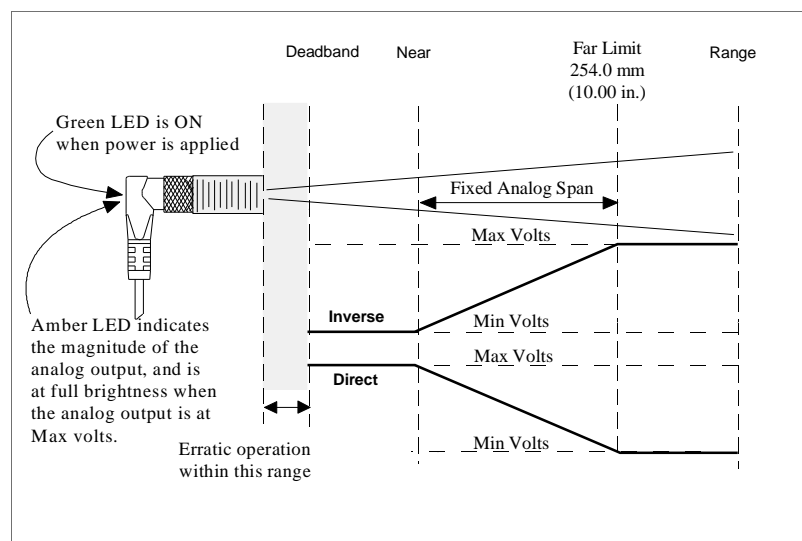 Deadband
Near
Far Limit
254.0 mm
(10.00 in.)
Range
Green LED is ON
when power is applied
Fixed Analog Span
Max Volts
Inverse
Min Volts
Amber LED indicates
the magnitude of the
analog output, and is
at full brightness when
the analog output is at
Max volts.
Max Volts
Direct
Min Volts
Erratic operation
within this range